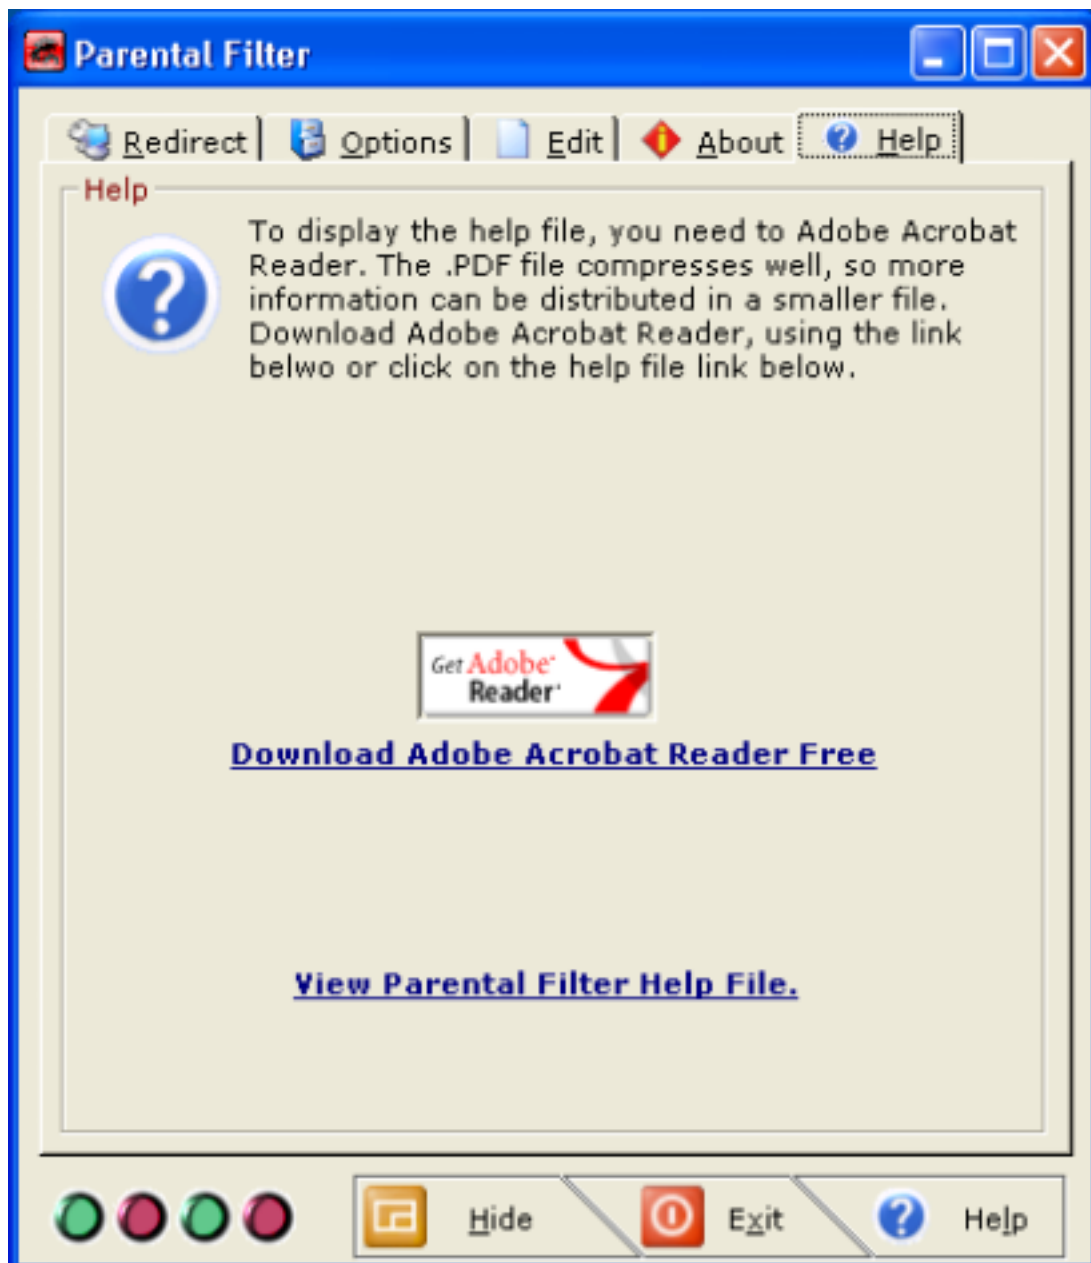 Parental Filter
Redirect Options Edit About Help
Help
To display the help file, you need to Adobe Acrobat
Reader. The .PDF file compresses well, so more
information can be distributed in a smaller file.
Download Adobe Acrobat Reader, using the link
belwo or click on the help file link below.
Get Adobe
Reader
Download Adobe Acrobat Reader Free
View Parental Filter Help File.
Hide Exit Help